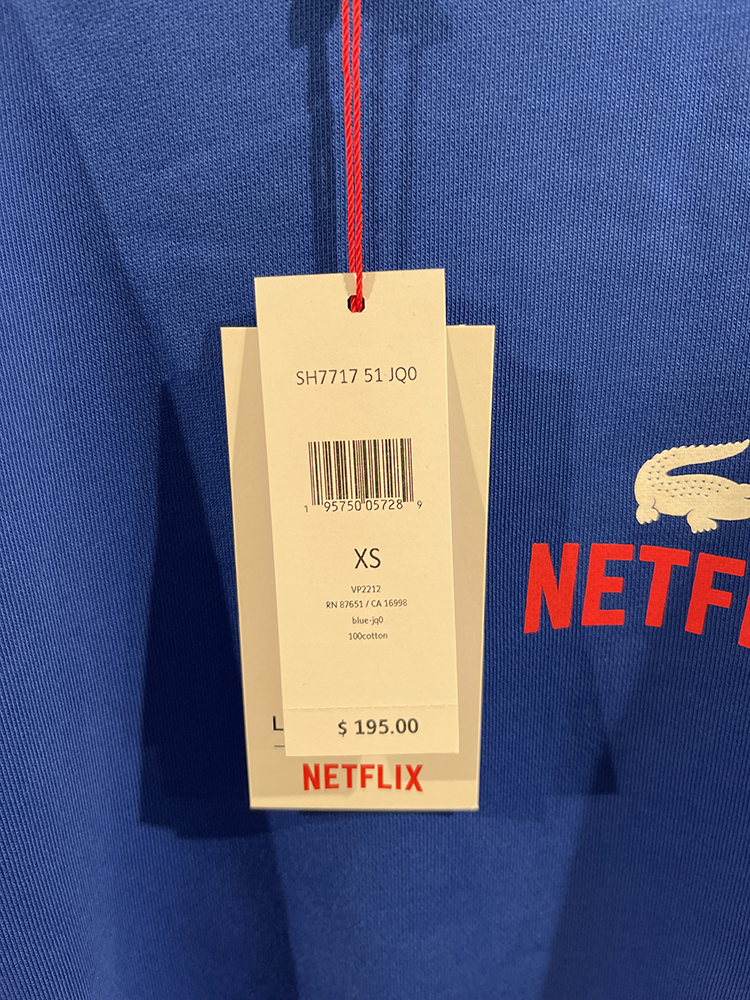 SH7717 51 JQ0
1 95750 05728 9
XS
VP2212
RN 87651 / CA 16998
blue-jq0
100cotton
$ 195.00
L
NETFLIX
NETF